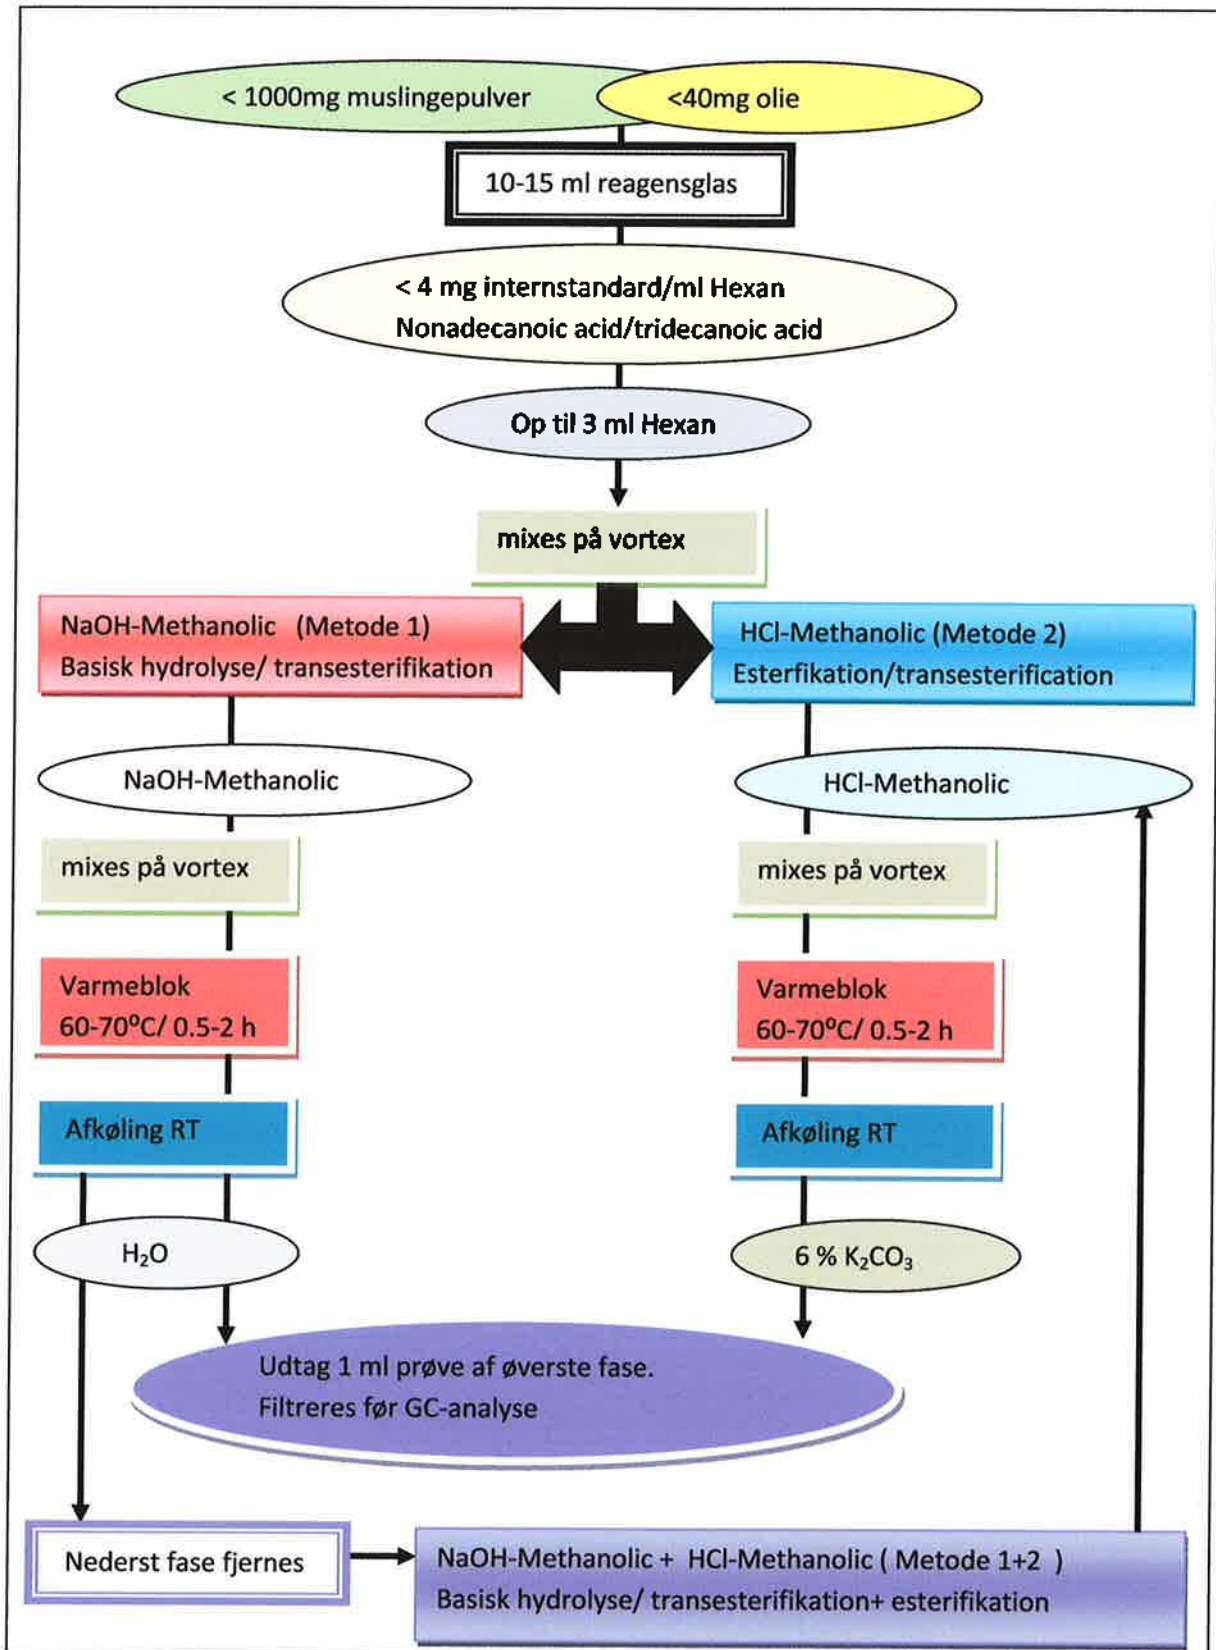 < 1000mg muslingepulver
<40mg olie
10-15 ml reagensglas
< 4 mg internstandard/ml Hexan
Nonadecanoic acid/tridecanoic acid
Op til 3 ml Hexan
mixes på vortex
NaOH-Methanolic (Metode 1)
Basisk hydrolyse/ transesterifikation
HCl-Methanolic (Metode 2)
Esterfikation/transesterification
NaOH-Methanolic
HCl-Methanolic
mixes på vortex
mixes på vortex
Varmeblok
60-70⁰C/ 0.5-2 h
Varmeblok
60-70⁰C/ 0.5-2 h
Afkøling RT
Afkøling RT
H₂O
6 % K₂CO₃
Udtag 1 ml prøve af øverste fase.
Filtreres før GC-analyse
Nederst fase fjernes
NaOH-Methanolic + HCl-Methanolic ( Metode 1+2 )
Basisk hydrolyse/ transesterifikation+ esterifikation